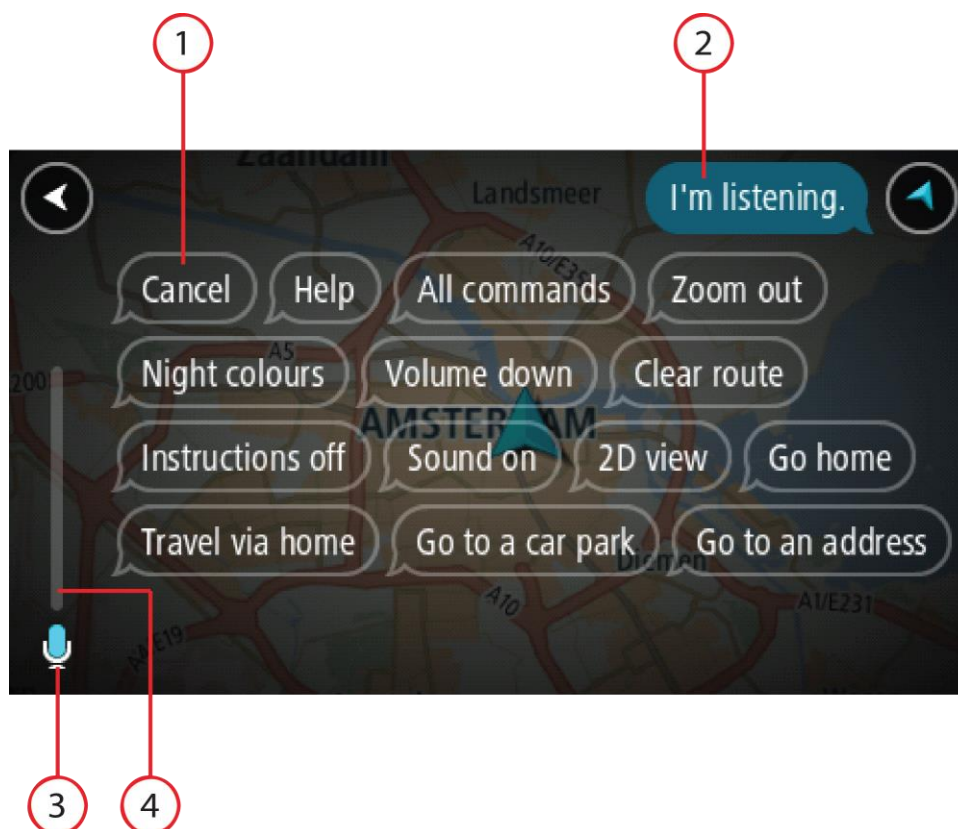 1 2
Zaandam
Landsmeer
I'm listening.
A10/E35
Cancel Help All commands Zoom out
A5
200
Night colours Volume down Clear route
AMSTERDAM
Instructions off Sound on 2D view Go home
Travel via home Go to a car park Go to an address
Diemen
A10
A1/E231
A4/E19
3 4